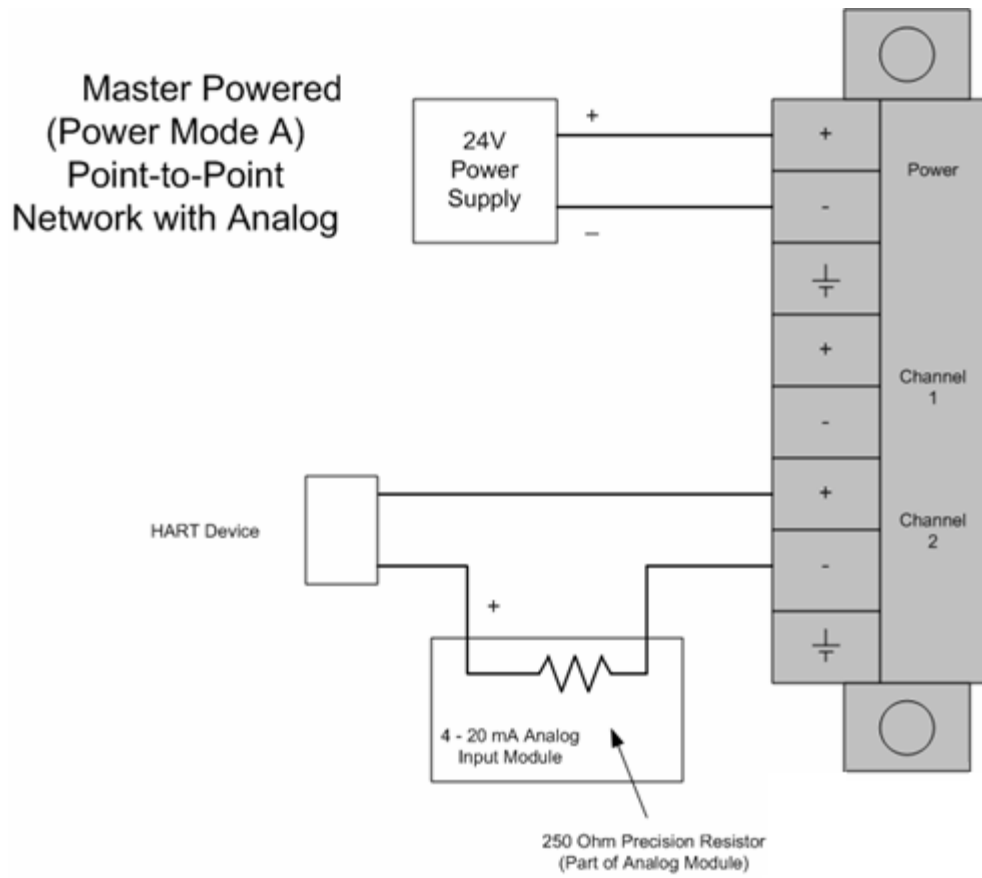 Master Powered
(Power Mode A)
Point-to-Point
Network with Analog
24V
Power
Supply
+
–
+
-
Power
+
-
Channel
1
+
-
Channel
2
HART Device
+
4 - 20 mA Analog
Input Module
250 Ohm Precision Resistor
(Part of Analog Module)